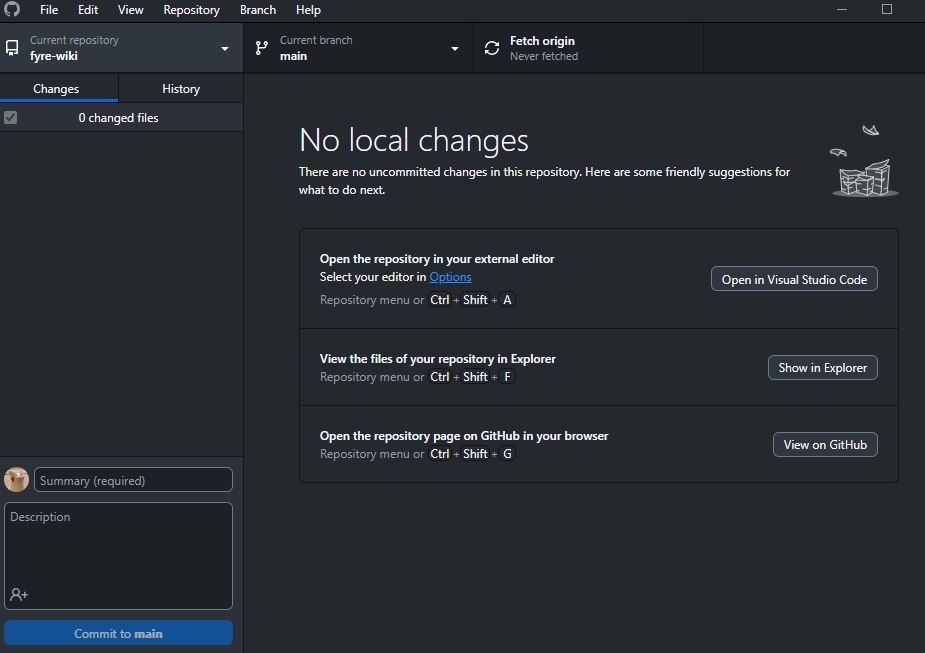 File Edit View Repository Branch Help
Current repository
fyre-wiki
Current branch
main
Fetch origin
Never fetched
Changes History
0 changed files
No local changes
There are no uncommitted changes in this repository. Here are some friendly suggestions for
what to do next.
Open the repository in your external editor
Select your editor in Options
Repository menu or Ctrl + Shift + A
Open in Visual Studio Code
View the files of your repository in Explorer
Repository menu or Ctrl + Shift + F
Show in Explorer
Open the repository page on GitHub in your browser
Repository menu or Ctrl + Shift + G
View on GitHub
Summary (required)
Description
Commit to main